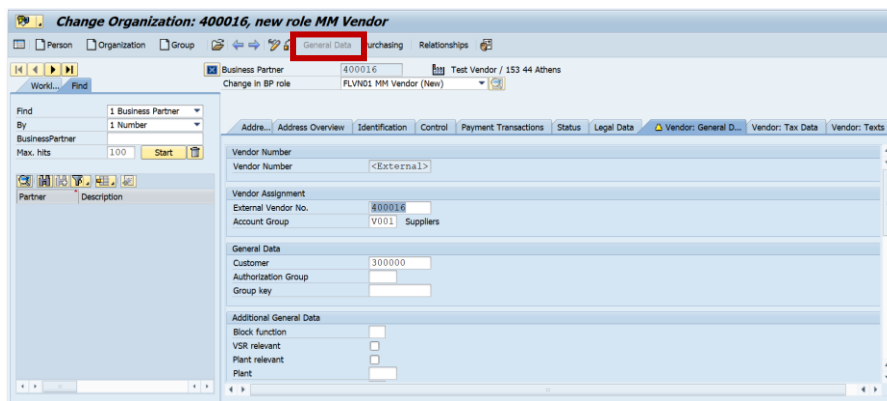 Change Organization: 400016, new role MM Vendor
Person Organization Group General Data Purchasing Relationships
Business Partner 400016 Test Vendor / 153 44 Athens
Workl... Find
Change in BP role FLVN01 MM Vendor (New)
Find 1 Business Partner
By 1 Number
BusinessPartner
Max. hits 100 Start
Addre... Address Overview Identification Control Payment Transactions Status Legal Data Vendor: General D... Vendor: Tax Data Vendor: Texts
Partner Description
Vendor Number
Vendor Number <External>
Vendor Assignment
External Vendor No. 400016
Account Group V001 Suppliers
General Data
Customer 300000
Authorization Group
Group key
Additional General Data
Block function
VSR relevant
Plant relevant
Plant